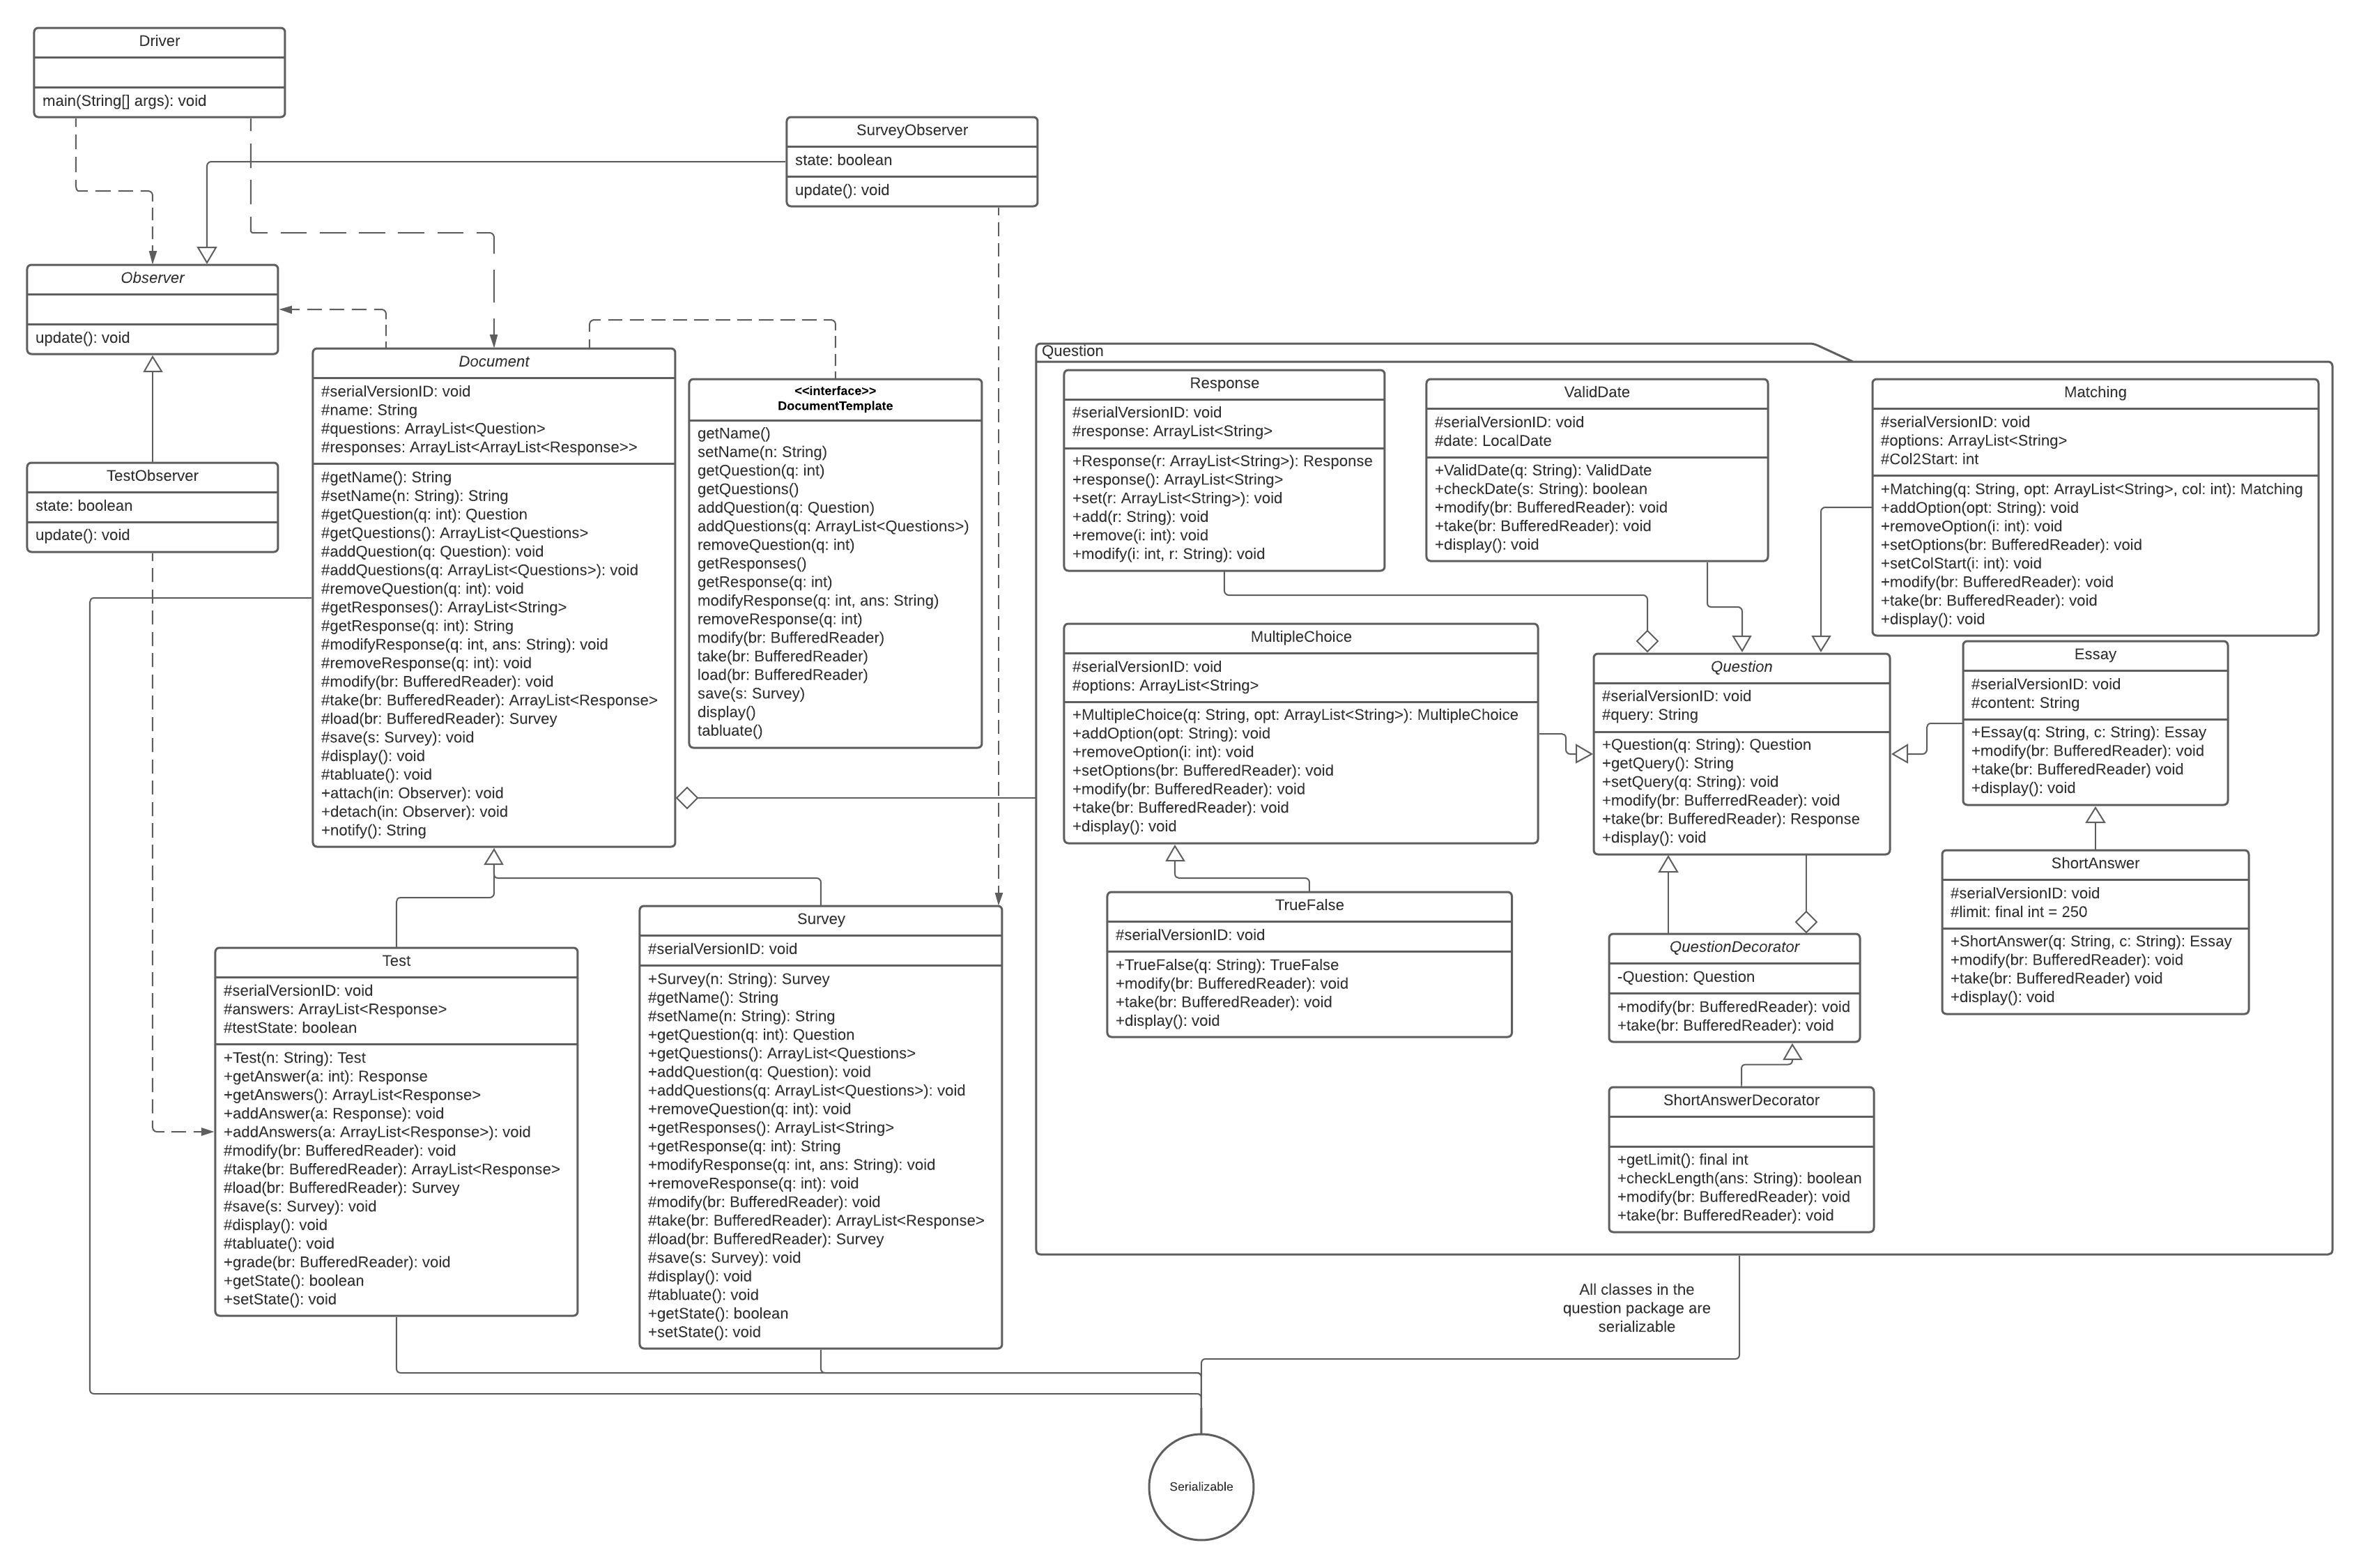 Driver
main(String[] args): void
SurveyObserver
state: boolean
update(): void
Observer
update(): void
TestObserver
state: boolean
update(): void
Document
#serialVersionID: void
#name: String
#questions: ArrayList<Question>
#responses: ArrayList<ArrayList<Response>>
#getName(): String
#setName(n: String): String
#getQuestion(q: int): Question
#getQuestions(): ArrayList<Questions>
#addQuestion(q: Question): void
#addQuestions(q: ArrayList<Questions>): void
#removeQuestion(q: int): void
#getResponses(): ArrayList<String>
#getResponse(q: int): String
#modifyResponse(q: int, ans: String): void
#removeResponse(q: int): void
#modify(br: BufferedReader): void
#take(br: BufferedReader): ArrayList<Response>
#load(br: BufferedReader): Survey
#save(s: Survey): void
#display(): void
#tabluate(): void
+attach(in: Observer): void
+detach(in: Observer): void
+notify(): String
<<interface>>
DocumentTemplate
getName()
setName(n: String)
getQuestion(q: int)
getQuestions()
addQuestion(q: Question)
addQuestions(q: ArrayList<Questions>)
removeQuestion(q: int)
getResponses()
getResponse(q: int)
modifyResponse(q: int, ans: String)
removeResponse(q: int)
modify(br: BufferedReader)
take(br: BufferedReader)
load(br: BufferedReader)
save(s: Survey)
display()
tabluate()
Test
#serialVersionID: void
#answers: ArrayList<Response>
#testState: boolean
+Test(n: String): Test
+getAnswer(a: int): Response
+getAnswers(): ArrayList<Response>
+addAnswer(a: Response): void
+addAnswers(a: ArrayList<Response>): void
#modify(br: BufferedReader): void
#take(br: BufferedReader): ArrayList<Response>
#load(br: BufferedReader): Survey
#save(s: Survey): void
#display(): void
#tabluate(): void
+grade(br: BufferedReader): void
+getState(): boolean
+setState(): void
Survey
#serialVersionID: void
+Survey(n: String): Survey
#getName(): String
#setName(n: String): String
+getQuestion(q: int): Question
+getQuestions(): ArrayList<Questions>
+addQuestion(q: Question): void
+addQuestions(q: ArrayList<Questions>): void
+removeQuestion(q: int): void
+getResponses(): ArrayList<String>
+getResponse(q: int): String
+modifyResponse(q: int, ans: String): void
+removeResponse(q: int): void
#modify(br: BufferedReader): void
#take(br: BufferedReader): ArrayList<Response>
#load(br: BufferedReader): Survey
#save(s: Survey): void
#display(): void
#tabluate(): void
+getState(): boolean
+setState(): void
Question
Response
#serialVersionID: void
#response: ArrayList<String>
+Response(r: ArrayList<String>): Response
+response(): ArrayList<String>
+set(r: ArrayList<String>): void
+add(r: String): void
+remove(i: int): void
+modify(i: int, r: String): void
ValidDate
#serialVersionID: void
#date: LocalDate
+ValidDate(q: String): ValidDate
+checkDate(s: String): boolean
+modify(br: BufferedReader): void
+take(br: BufferedReader): void
+display(): void
Matching
#serialVersionID: void
#options: ArrayList<String>
#Col2Start: int
+Matching(q: String, opt: ArrayList<String>, col: int): Matching
+addOption(opt: String): void
+removeOption(i: int): void
+setOptions(br: BufferedReader): void
+setColStart(i: int): void
+modify(br: BufferedReader): void
+take(br: BufferedReader): void
+display(): void
MultipleChoice
#serialVersionID: void
#options: ArrayList<String>
+MultipleChoice(q: String, opt: ArrayList<String>): MultipleChoice
+addOption(opt: String): void
+removeOption(i: int): void
+setOptions(br: BufferedReader): void
+modify(br: BufferedReader): void
+take(br: BufferedReader): void
+display(): void
Question
#serialVersionID: void
#query: String
+Question(q: String): Question
+getQuery(): String
+setQuery(q: String): void
+modify(br: BufferredReader): void
+take(br: BufferedReader): Response
+display(): void
Essay
#serialVersionID: void
#content: String
+Essay(q: String, c: String): Essay
+modify(br: BufferedReader): void
+take(br: BufferedReader) void
+display(): void
TrueFalse
#serialVersionID: void
+TrueFalse(q: String): TrueFalse
+modify(br: BufferedReader): void
+take(br: BufferedReader): void
+display(): void
QuestionDecorator
-Question: Question
+modify(br: BufferedReader): void
+take(br: BufferedReader): void
ShortAnswer
#serialVersionID: void
#limit: final int = 250
+ShortAnswer(q: String, c: String): Essay
+modify(br: BufferedReader): void
+take(br: BufferedReader) void
+display(): void
ShortAnswerDecorator
+getLimit(): final int
+checkLength(ans: String): boolean
+modify(br: BufferedReader): void
+take(br: BufferedReader): void
All classes in the
question package are
serializable
Serializable